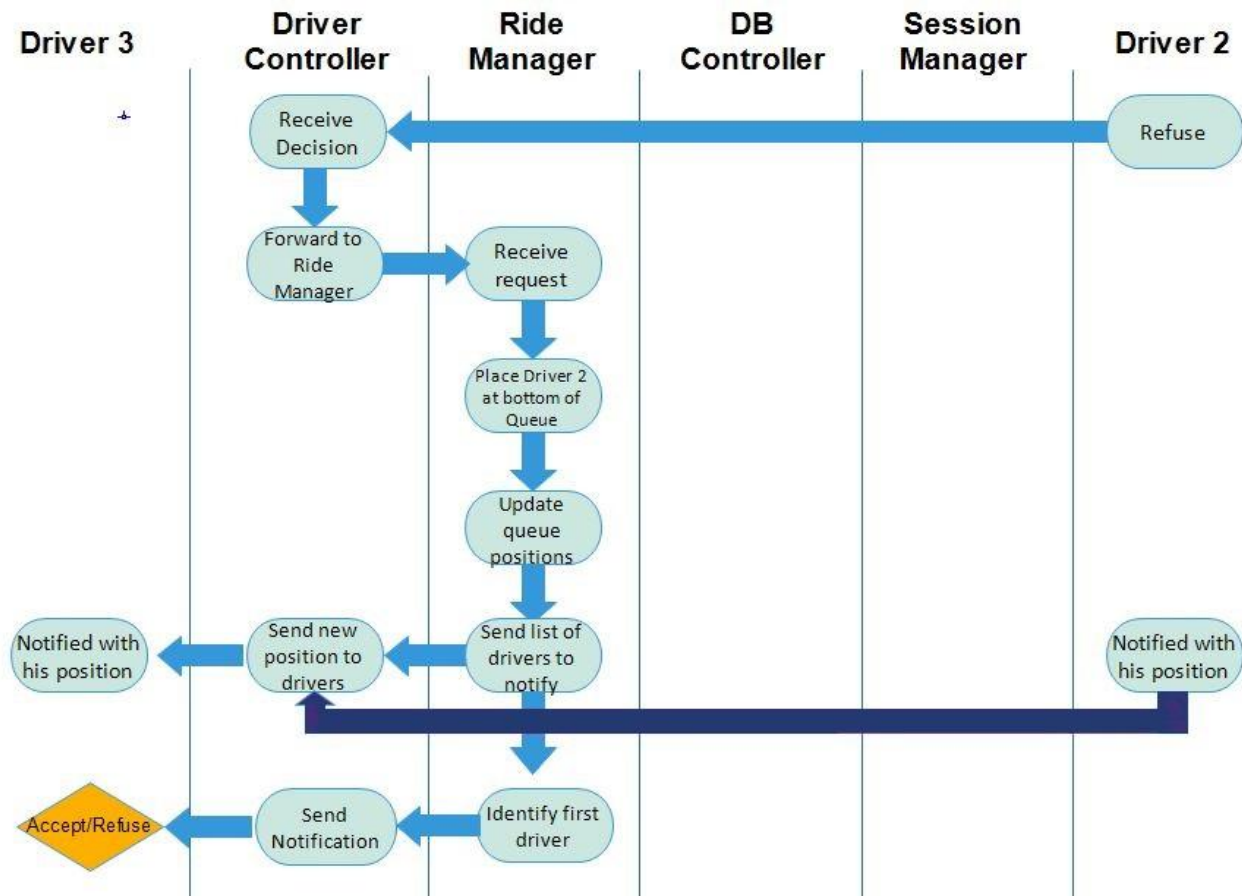 Driver 3
Driver
Controller
Ride
Manager
DB
Controller
Session
Manager
Driver 2
Receive
Decision
Refuse
Forward to
Ride
Manager
Receive
request
Place Driver 2
at bottom of
Queue
Update
queue
positions
Notified with
his position
Send new
position to
drivers
Send list of
drivers to
notify
Notified with
his position
Accept/Refuse
Send
Notification
Identify first
driver